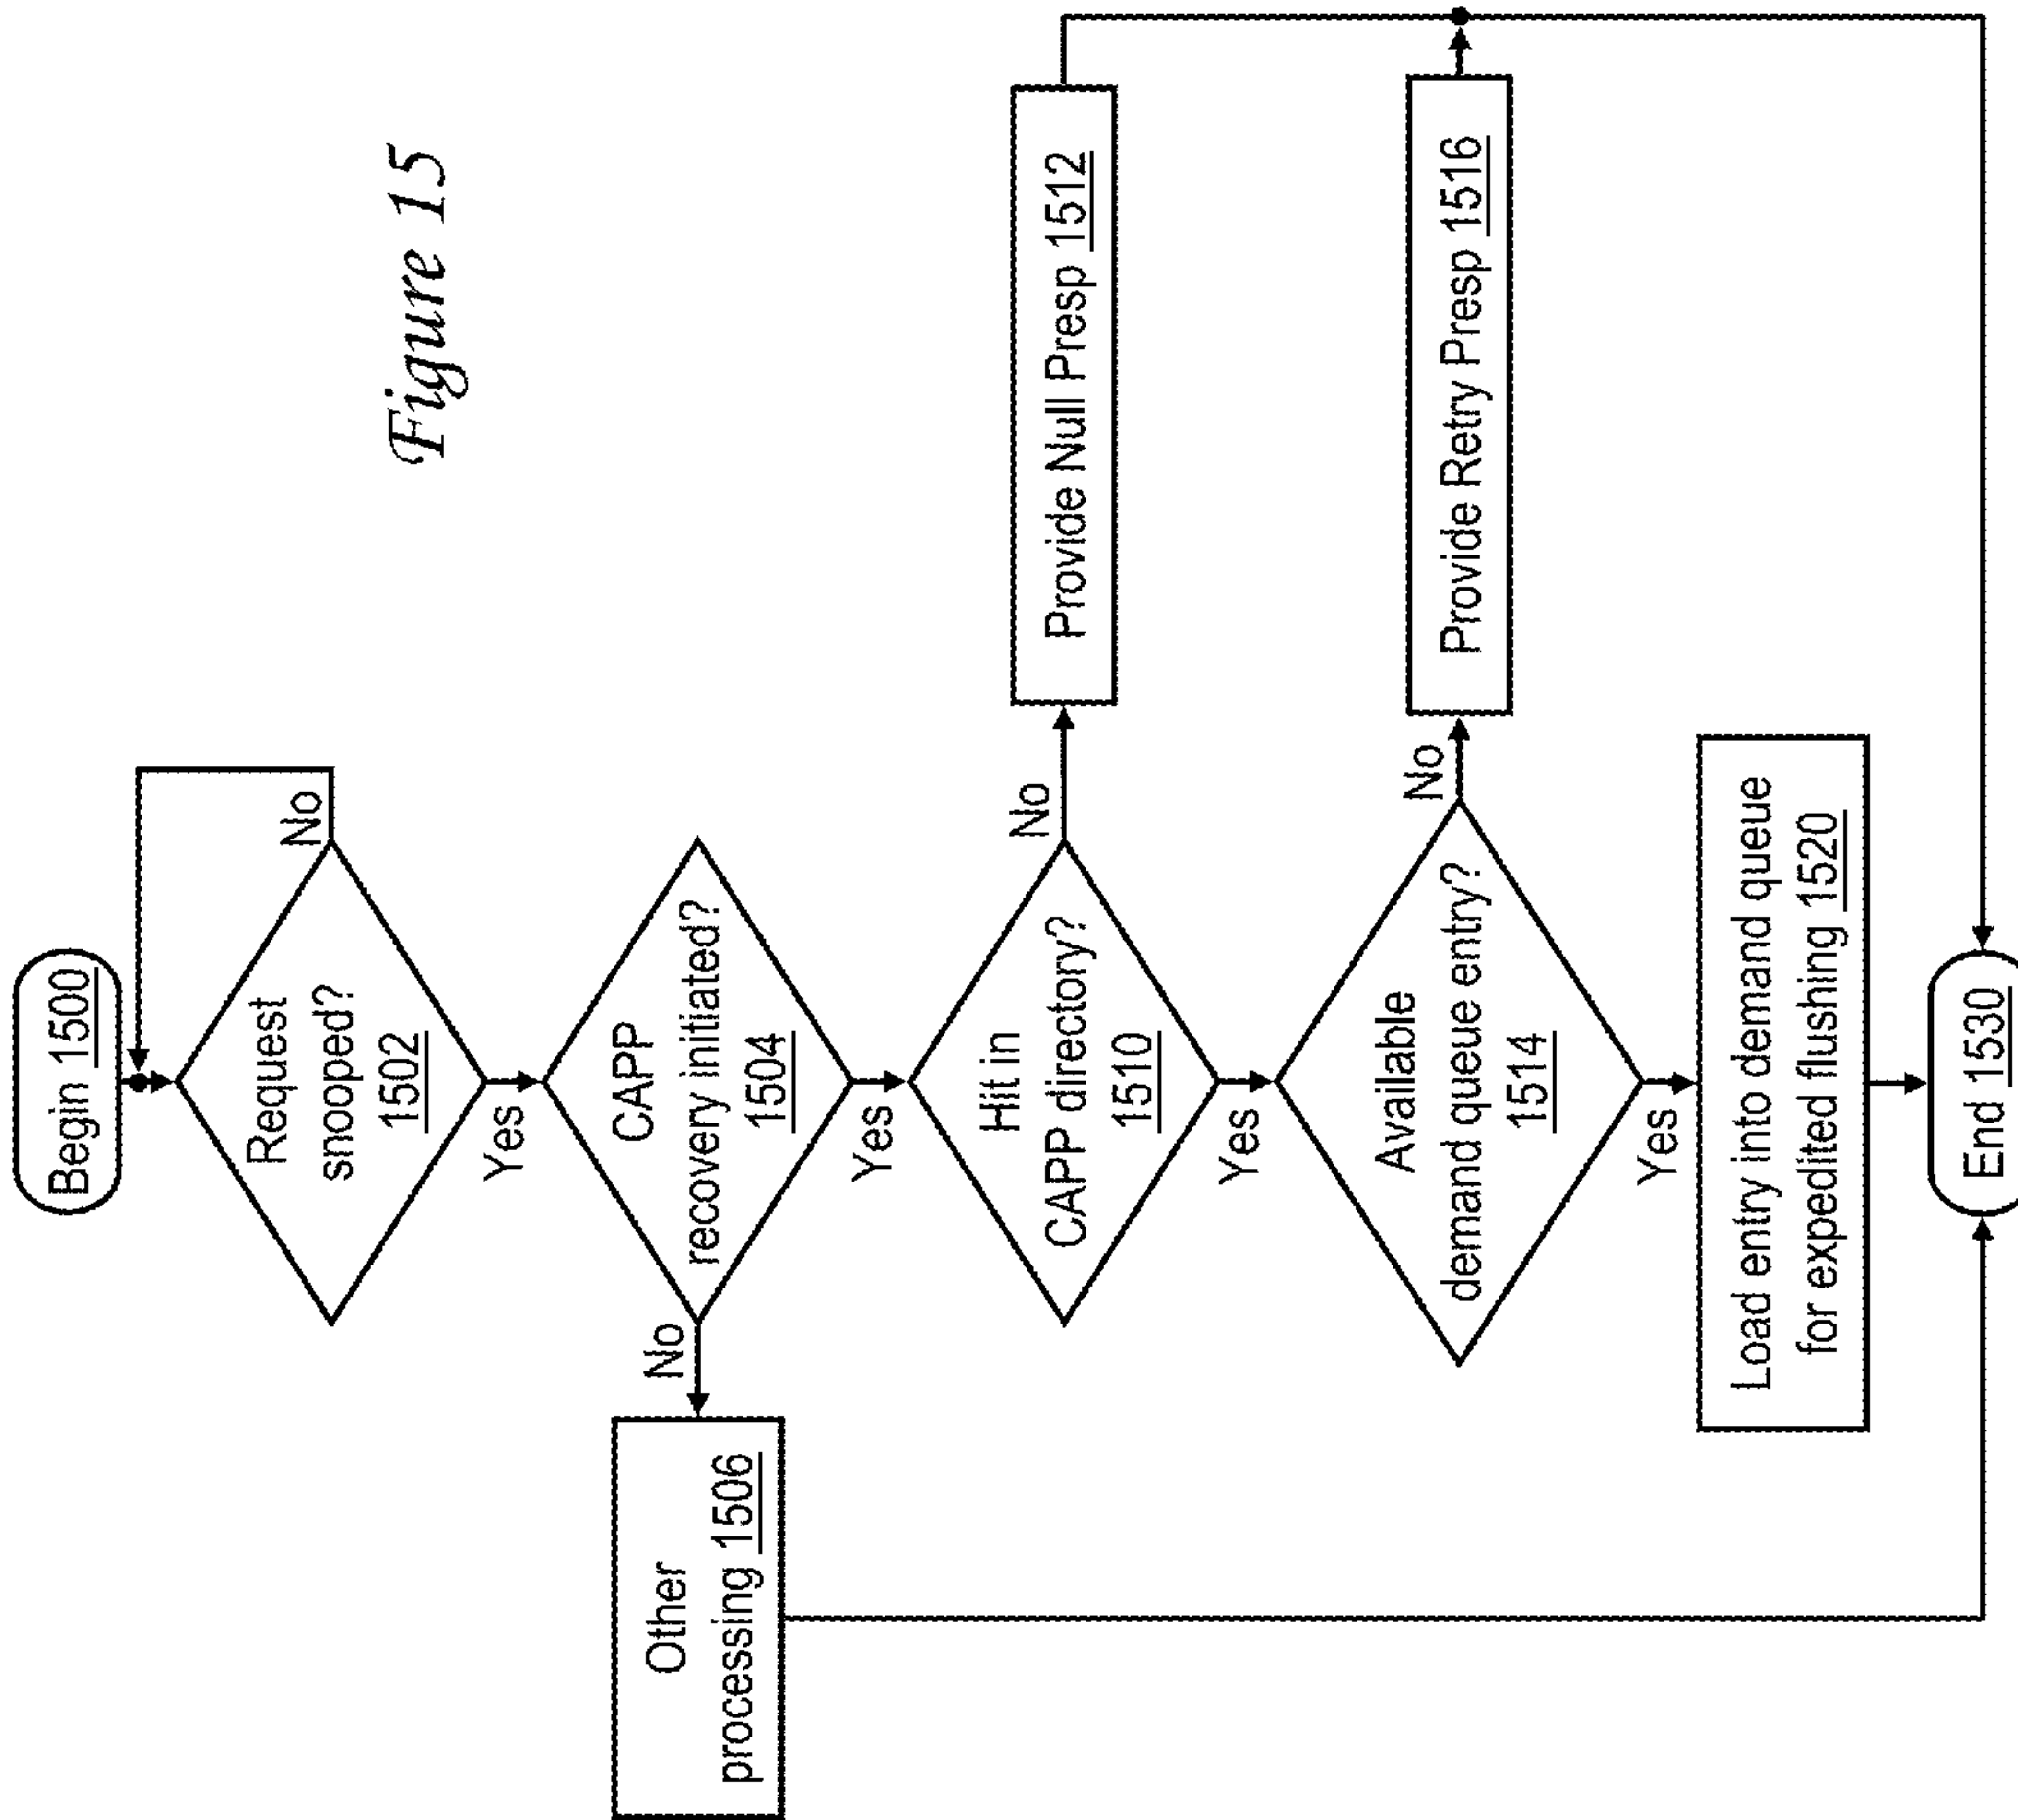 Figure 15
Begin 1500
Request
snooped?
1502
No
Yes
CAPP
recovery initiated?
1504
No
Other
processing 1506
Yes
Hit in
CAPP directory?
1510
No
Provide Null Presp 1512
Yes
Available
demand queue entry?
1514
No
Provide Retry Presp 1516
Yes
Load entry into demand queue
for expedited flushing 1520
End 1530